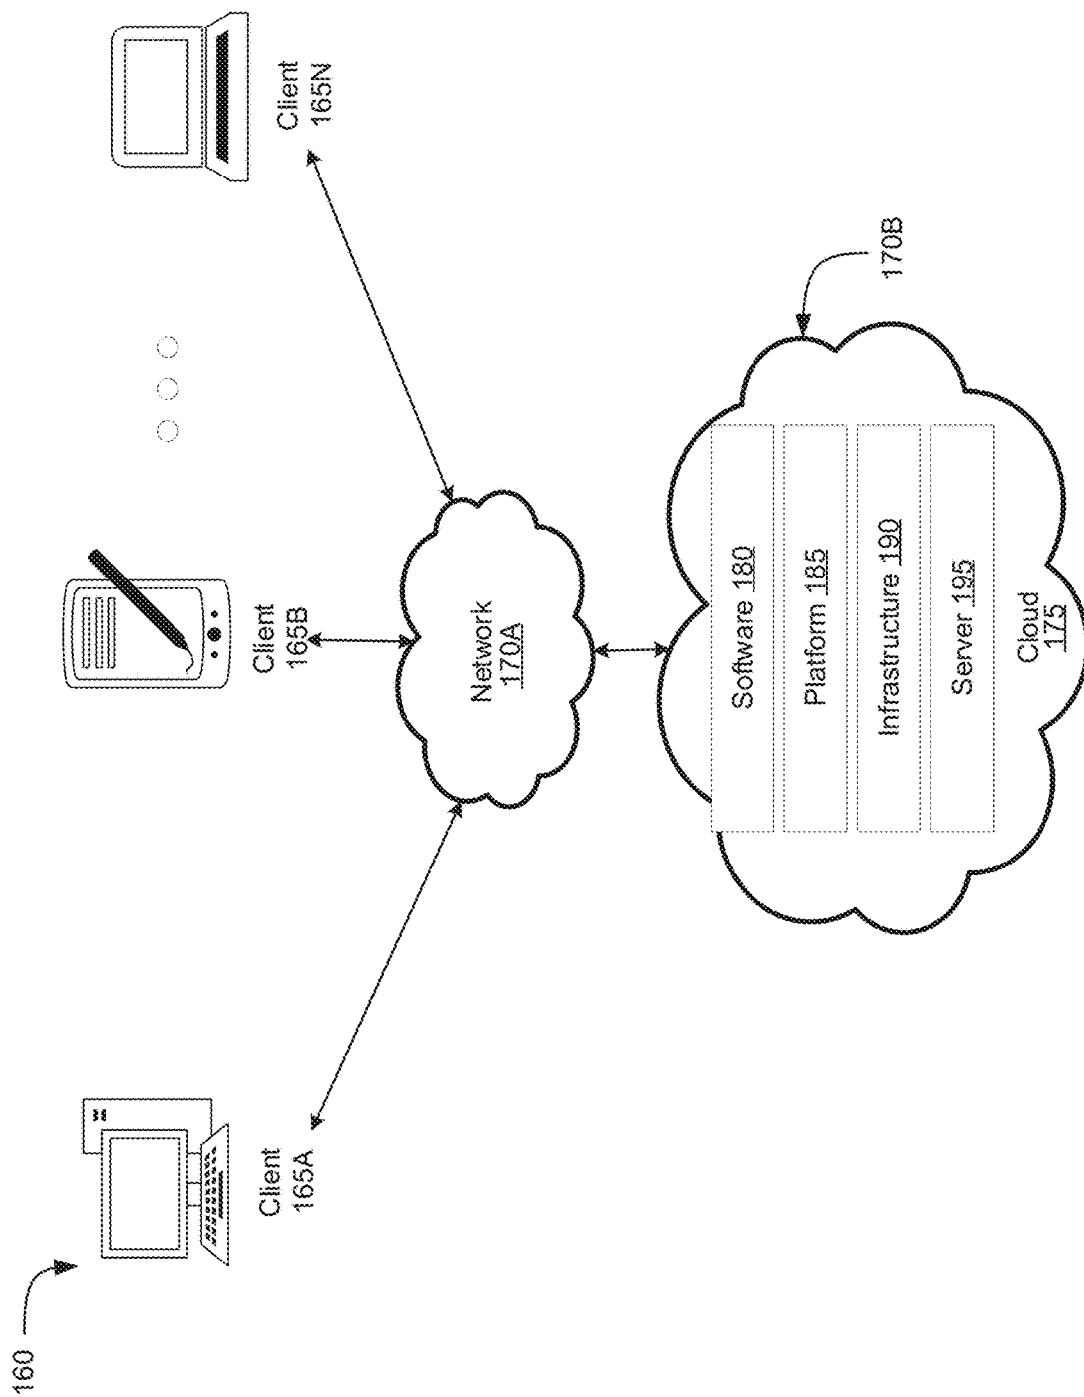 160
Client
165A
Client
165B
Client
165N
Network
170A
170B
Software 180
Platform 185
Infrastructure 190
Server 195
Cloud
175